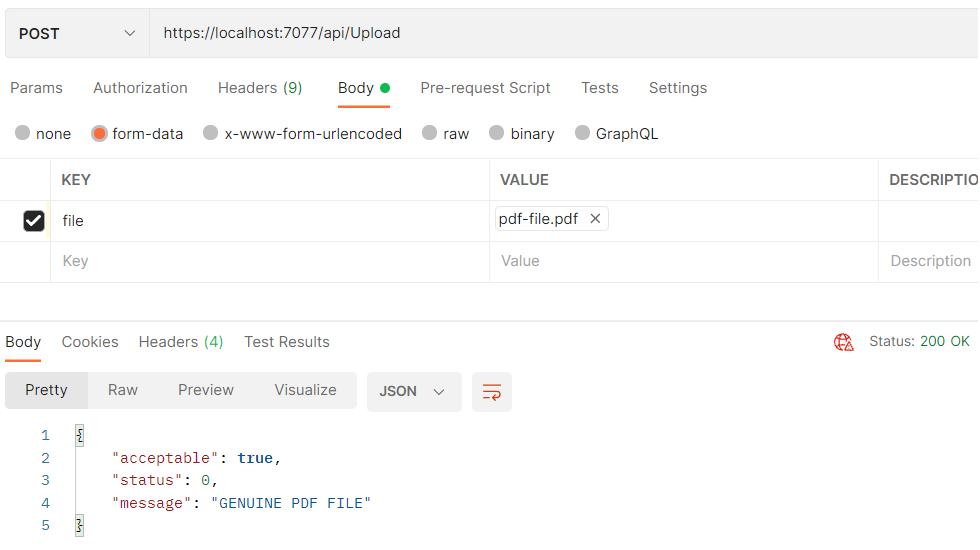 POST https://localhost:7077/api/Upload
Params Authorization Headers (9) Body Pre-request Script Tests Settings
none form-data x-www-form-urlencoded raw binary GraphQL
KEY VALUE DESCRIPTIO
file pdf-file.pdf
Key Value Description
Body Cookies Headers (4) Test Results Status: 200 OK
Pretty Raw Preview Visualize JSON
1 {
2 "acceptable": true,
3 "status": 0,
4 "message": "GENUINE PDF FILE"
5 }